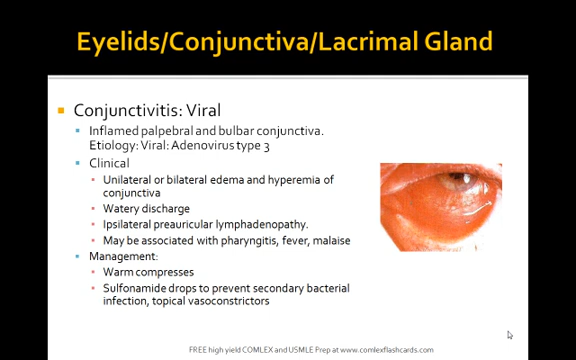 Eyelids/Conjunctiva/Lacrimal Gland
Conjunctivitis: Viral
Inflamed palpebral and bulbar conjunctiva.
Etiology: Viral: Adenovirus type 3
Clinical
Unilateral or bilateral edema and hyperemia of
conjunctiva
Watery discharge
Ipsilateral preauricular lymphadenopathy.
May be associated with pharyngitis, fever, malaise
Management:
Warm compresses
Sulfonamide drops to prevent secondary bacterial
infection, topical vasoconstrictors
FREE high yield COMLEX and USMLE Prep at www.comlexflashcards.com